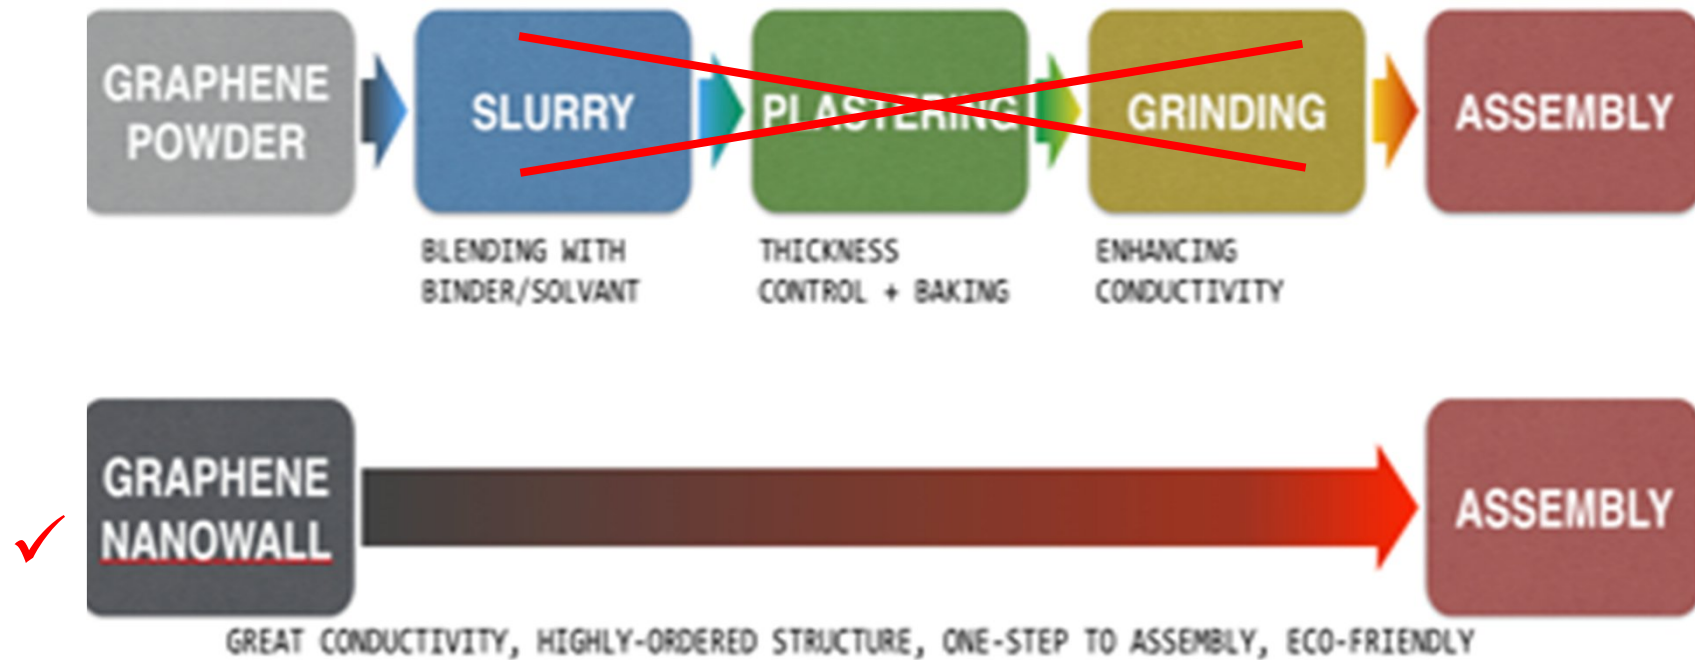 GRAPHENE
POWDER
SLURRY
PLASTERING
GRINDING
ASSEMBLY
BLENDING WITH
BINDER/SOLVANT
THICKNESS
CONTROL + BAKING
ENHANCING
CONDUCTIVITY
GRAPHENE
NANOWALL
ASSEMBLY
GREAT CONDUCTIVITY, HIGHLY-ORDERED STRUCTURE, ONE-STEP TO ASSEMBLY, ECO-FRIENDLY